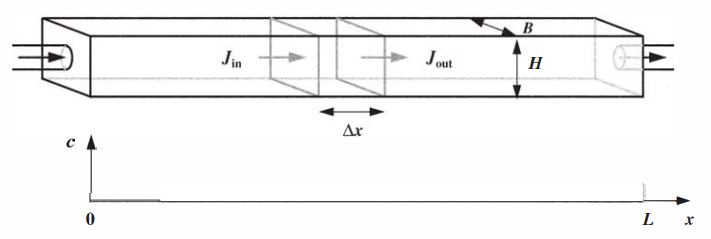 B
J_in J_out H
Δx
c
0 L x